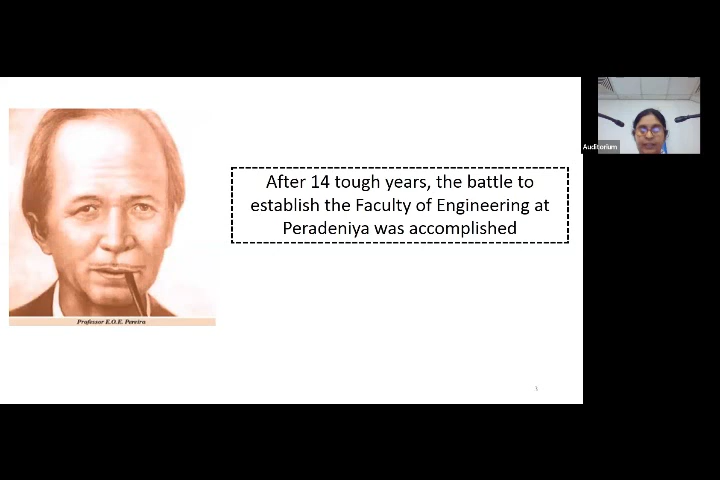 After 14 tough years, the battle to
establish the Faculty of Engineering at
Peradeniya was accomplished
Professor E.O.E. Pereira
Auditorium